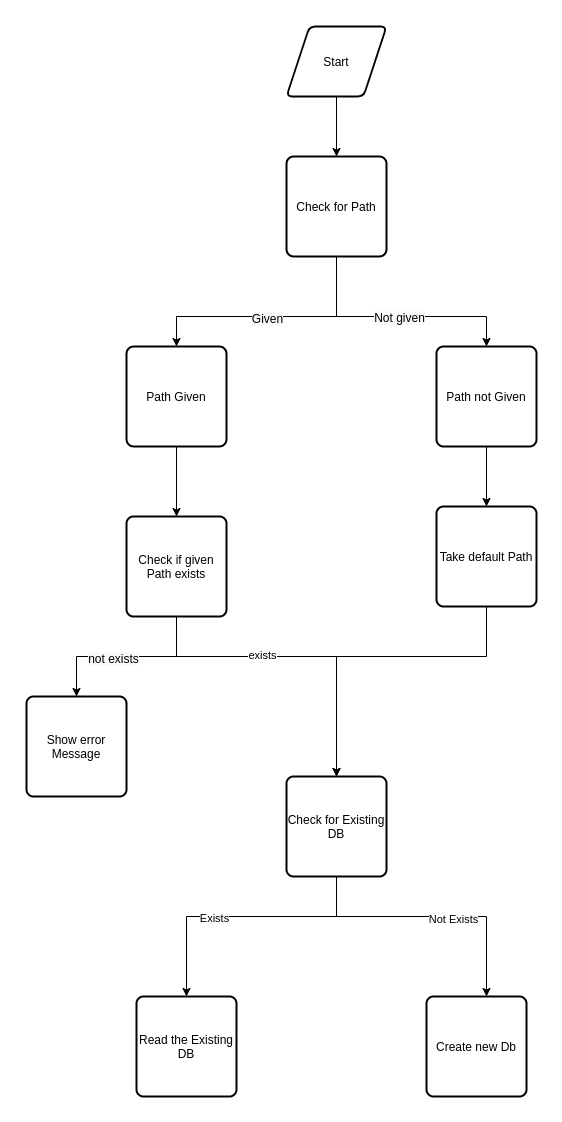 Start
Check for Path
Given
Not given
Path Given
Path not Given
Check if given
Path exists
Take default Path
not exists
exists
Show error
Message
Check for Existing
DB
Exists
Not Exists
Read the Existing
DB
Create new Db